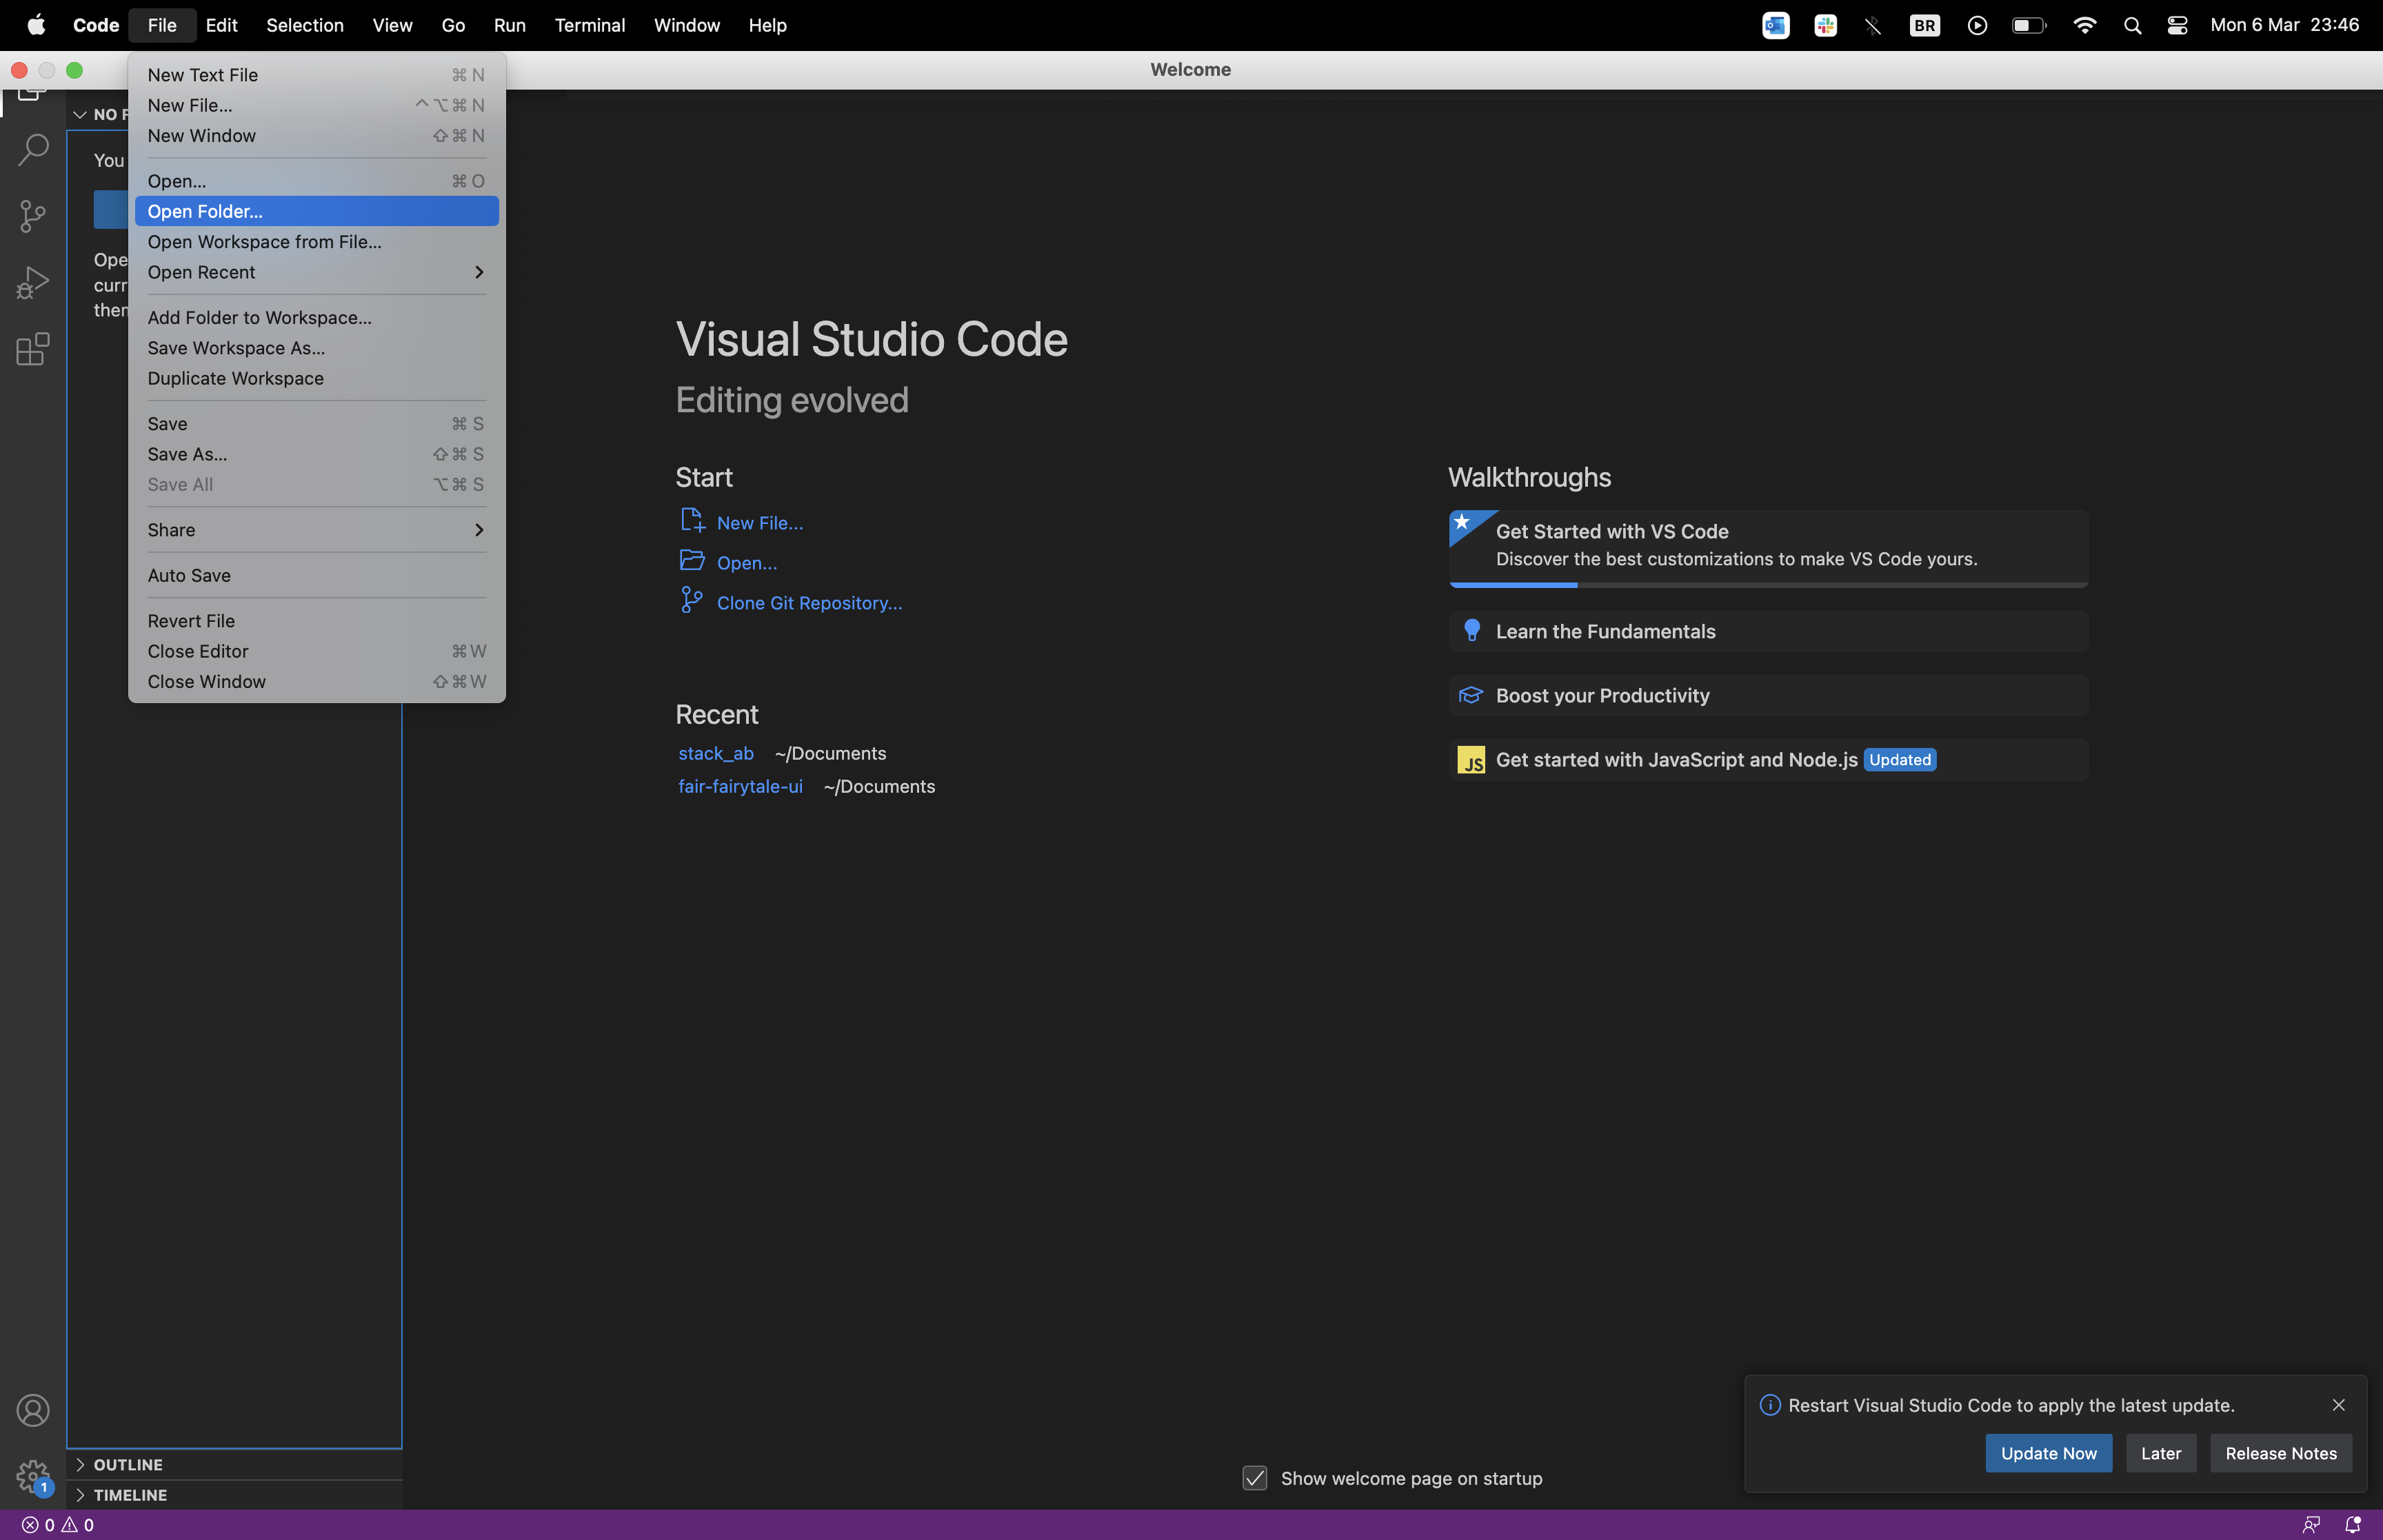 Code File Edit Selection View Go Run Terminal Window Help BR Mon 6 Mar 23:46
Welcome
New Text File ⌘ N
New File... ^⌥⌘ N
New Window ⇧⌘ N
Open... ⌘ O
Open Folder...
Open Workspace from File...
Open Recent
Add Folder to Workspace...
Save Workspace As...
Duplicate Workspace
Save ⌘ S
Save As... ⇧⌘ S
Save All ⌥⌘ S
Share
Auto Save
Revert File
Close Editor ⌘W
Close Window ⇧⌘W
NO
You
Visual Studio Code
Editing evolved
Start
New File...
Open...
Clone Git Repository...
Recent
stack_ab ~/Documents
fair-fairytale-ui ~/Documents
Walkthroughs
Get Started with VS Code
Discover the best customizations to make VS Code yours.
Learn the Fundamentals
Boost your Productivity
JS Get started with JavaScript and Node.js Updated
Restart Visual Studio Code to apply the latest update.
Update Now Later Release Notes
Show welcome page on startup
OUTLINE
TIMELINE
1
0 0